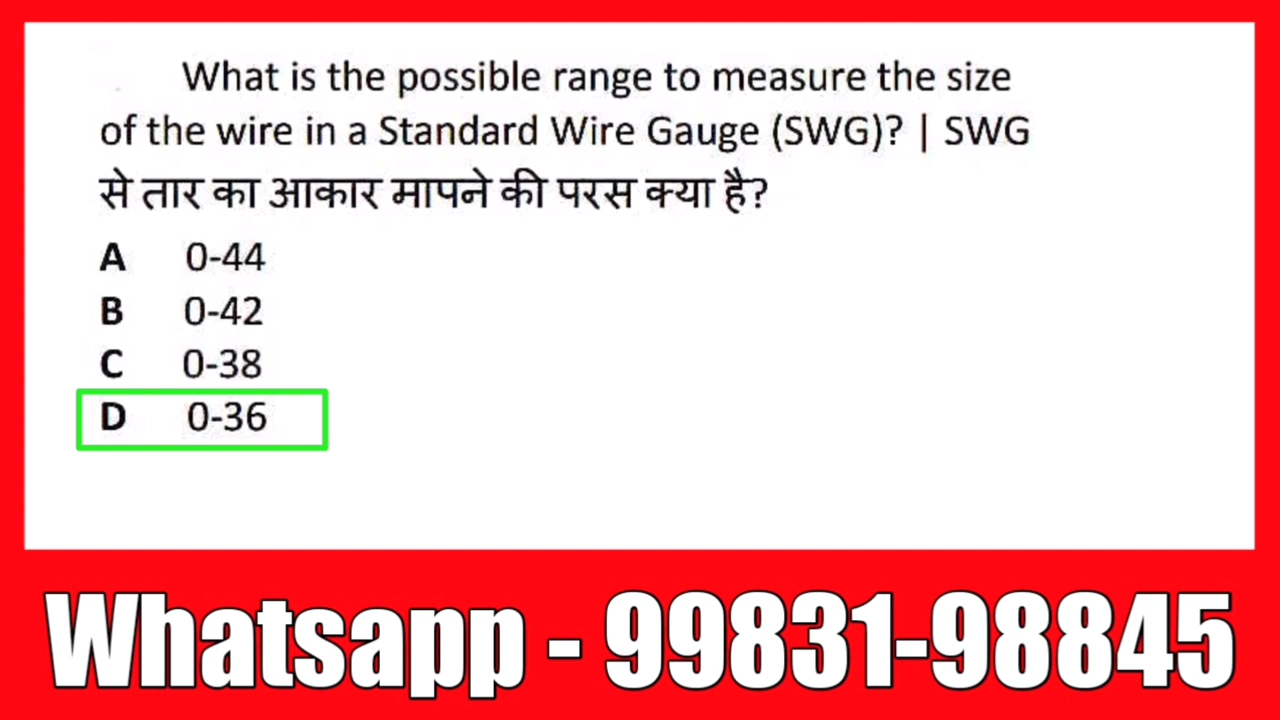 What is the possible range to measure the size
of the wire in a Standard Wire Gauge (SWG)? | SWG
से तार का आकार मापने की परस क्या है?
A 0-44
B 0-42
C 0-38
D 0-36
Whatsapp - 99831-98845